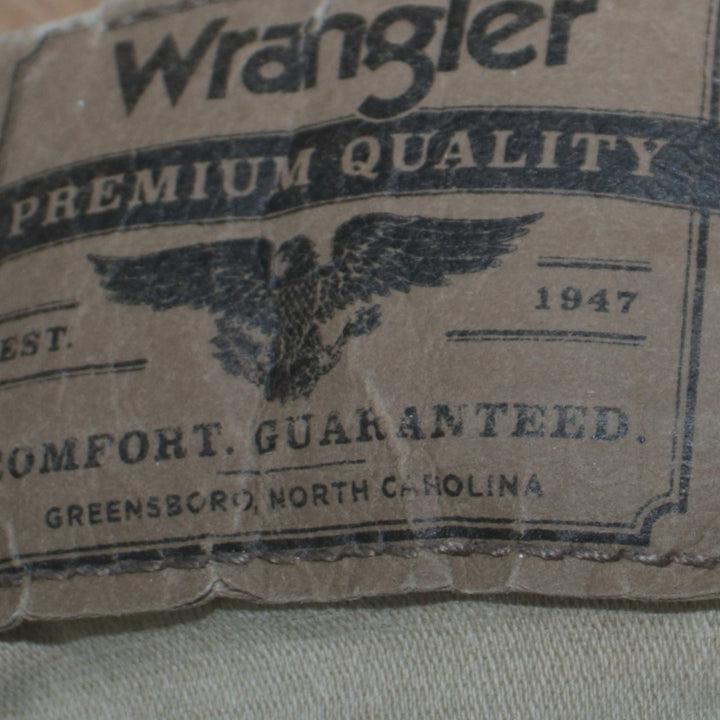 Wrangler
PREMIUM QUALITY
EST. 1947
COMFORT. GUARANTEED.
GREENSBORO, NORTH CAROLINA